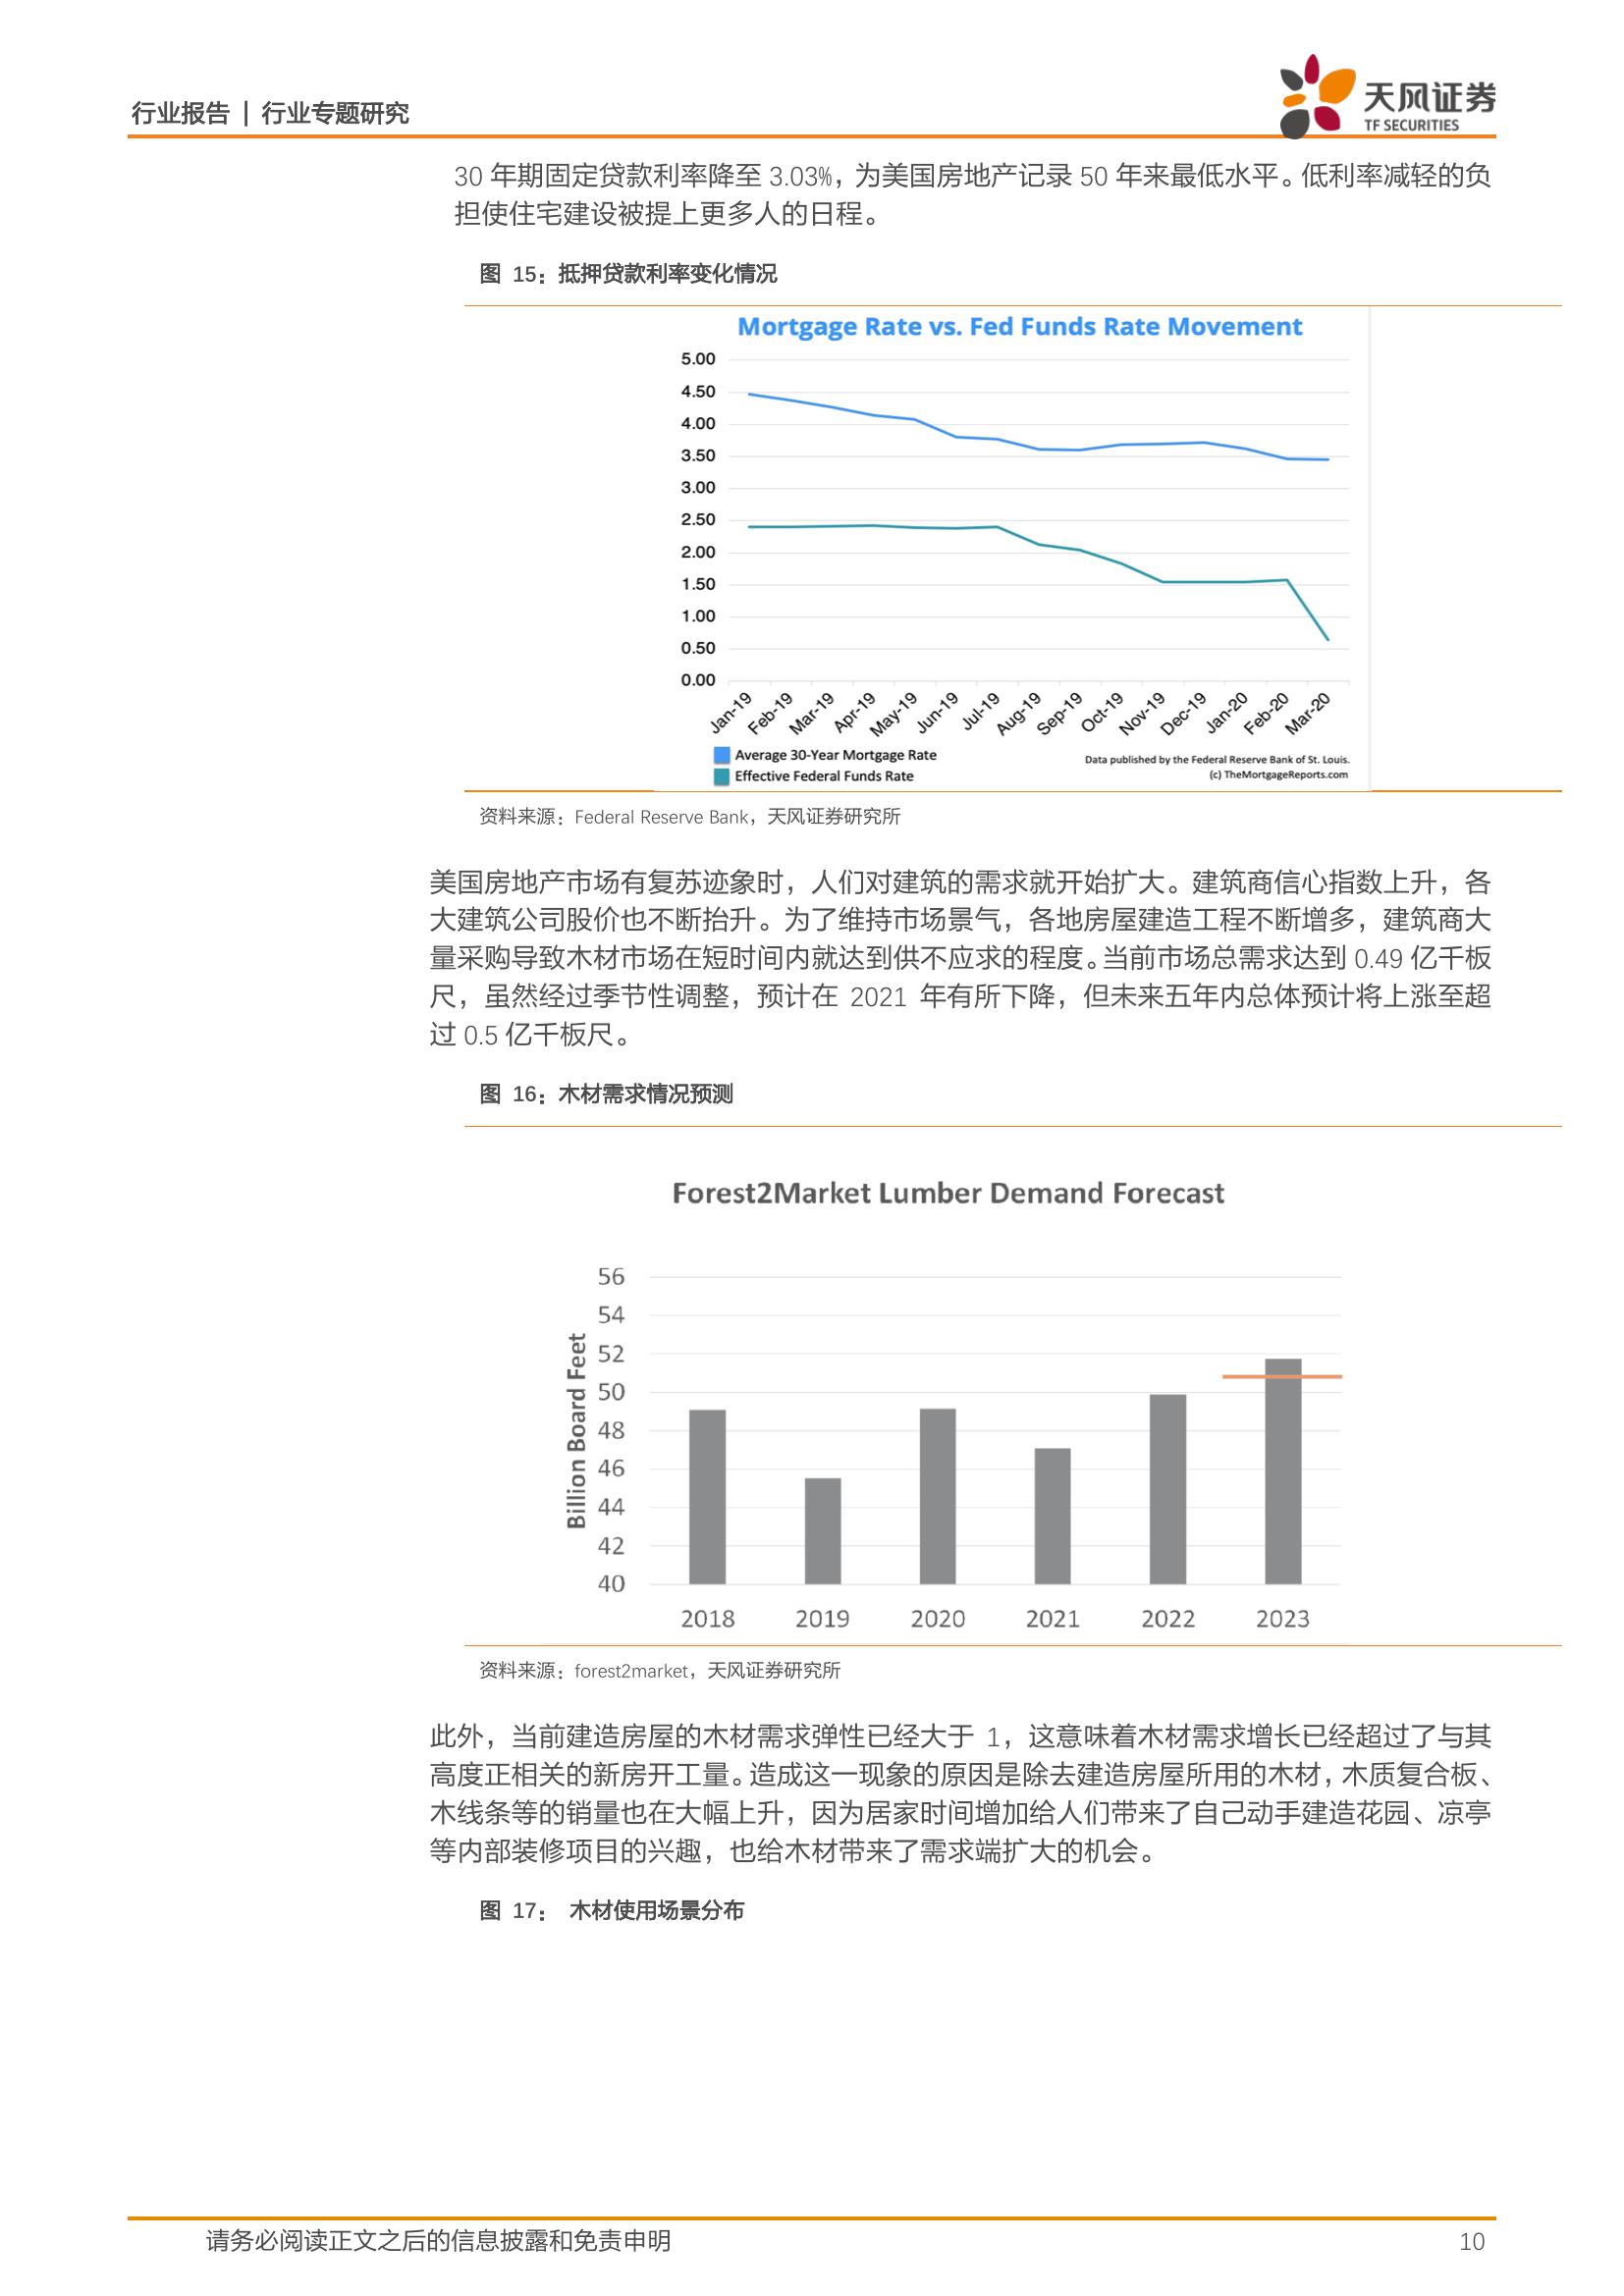 行业报告 | 行业专题研究
天风证券
TF SECURITIES
30 年期固定贷款利率降至 3.03%，为美国房地产记录 50 年来最低水平。低利率减轻的负
担使住宅建设被提上更多人的日程。
图 15：抵押贷款利率变化情况
Mortgage Rate vs. Fed Funds Rate Movement
5.00
4.50
4.00
3.50
3.00
2.50
2.00
1.50
1.00
0.50
0.00
Jan-19 Feb-19 Mar-19 Apr-19 May-19 Jun-19 Jul-19 Aug-19 Sep-19 Oct-19 Nov-19 Dec-19 Jan-20 Feb-20 Mar-20
Average 30-Year Mortgage Rate
Effective Federal Funds Rate
Data published by the Federal Reserve Bank of St. Louis.
(c) TheMortgageReports.com
资料来源：Federal Reserve Bank，天风证券研究所
美国房地产市场有复苏迹象时，人们对建筑的需求就开始扩大。建筑商信心指数上升，各
大建筑公司股价也不断抬升。为了维持市场景气，各地房屋建造工程不断增多，建筑商大
量采购导致木材市场在短时间内就达到供不应求的程度。当前市场总需求达到 0.49 亿千板
尺，虽然经过季节性调整，预计在 2021 年有所下降，但未来五年内总体预计将上涨至超
过 0.5 亿千板尺。
图 16：木材需求情况预测
Forest2Market Lumber Demand Forecast
Billion Board Feet
56
54
52
50
48
46
44
42
40
2018 2019 2020 2021 2022 2023
资料来源：forest2market，天风证券研究所
此外，当前建造房屋的木材需求弹性已经大于 1，这意味着木材需求增长已经超过了与其
高度正相关的新房开工量。造成这一现象的原因是除去建造房屋所用的木材，木质复合板、
木线条等的销量也在大幅上升，因为居家时间增加给人们带来了自己动手建造花园、凉亭
等内部装修项目的兴趣，也给木材带来了需求端扩大的机会。
图 17： 木材使用场景分布
请务必阅读正文之后的信息披露和免责申明
10